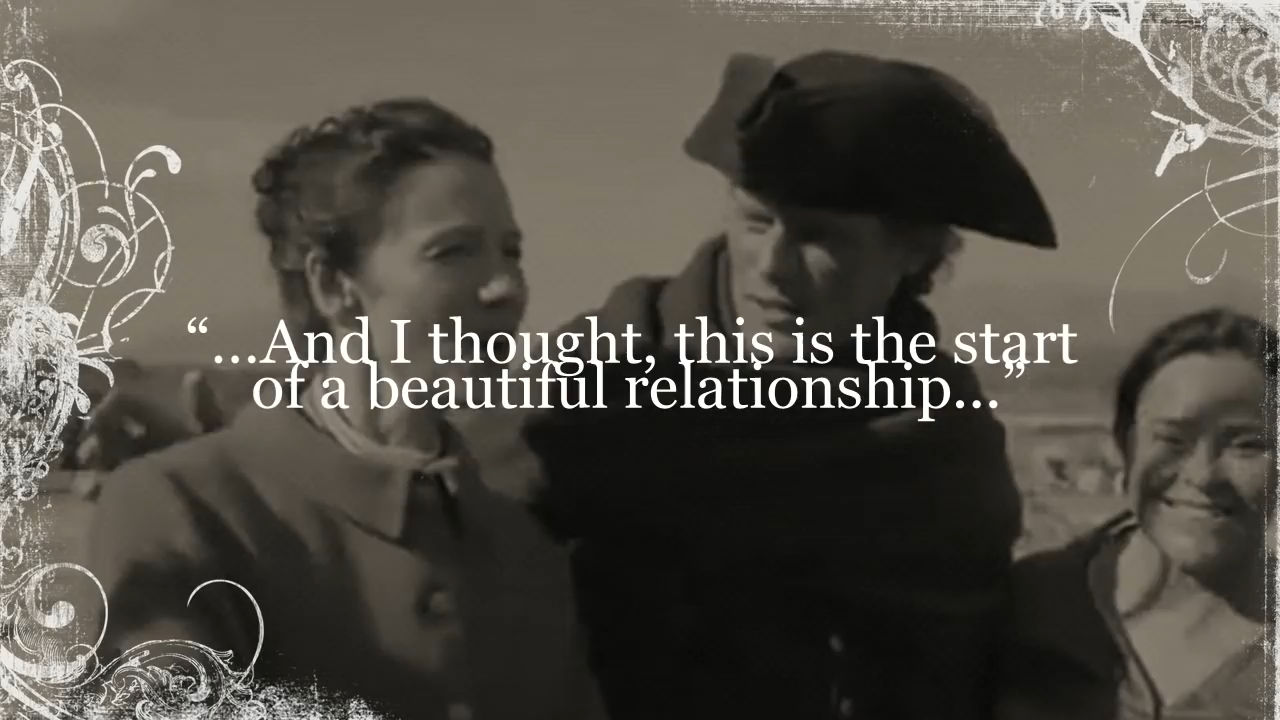 “...And I thought, this is the start
of a beautiful relationship...”